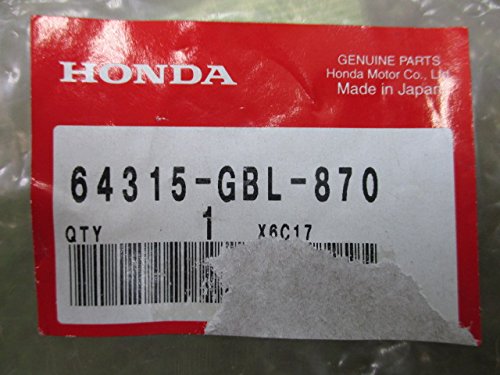 HONDA
GENUINE PARTS
Honda Motor Co., Ltd.
Made in Japan
64315-GBL-870
QTY 1 X6C17